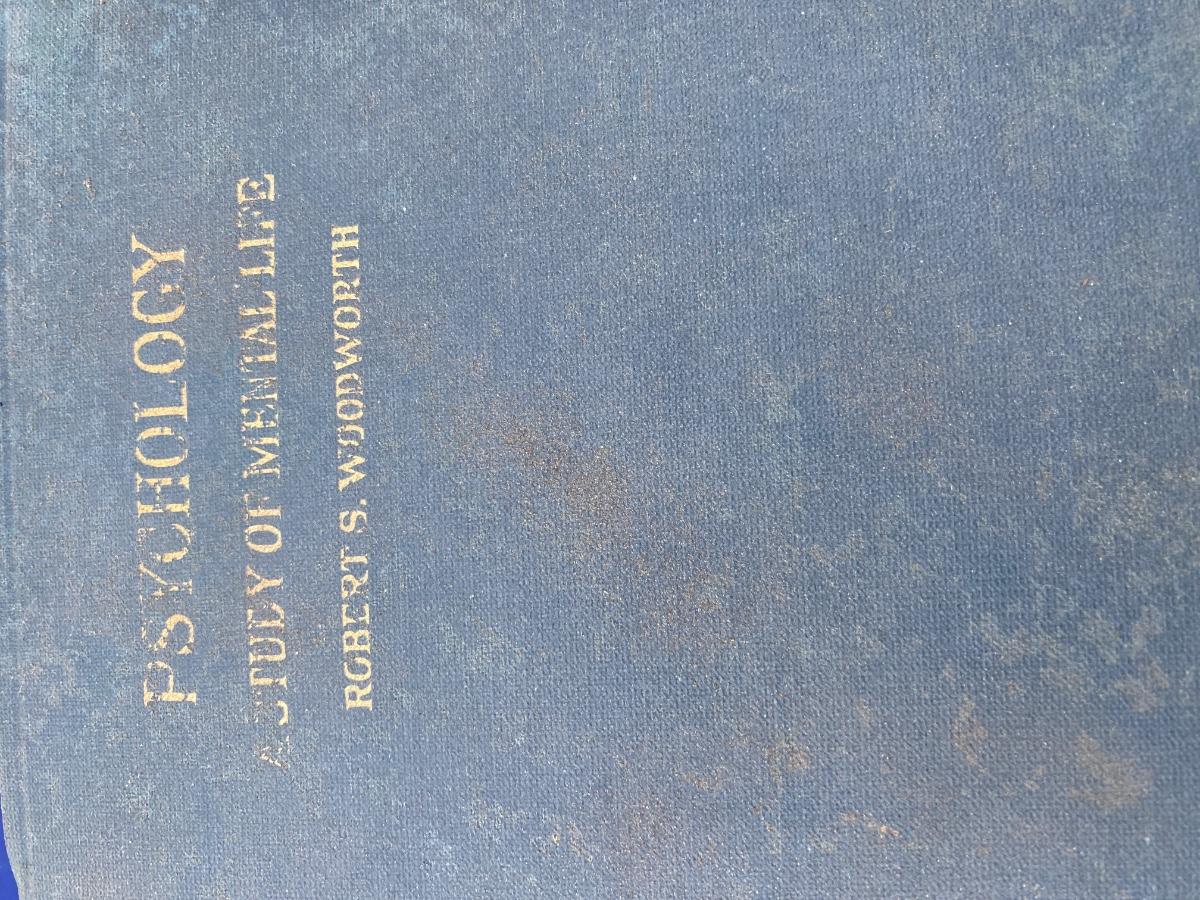 PSYCHOLOGY
A STUDY OF MENTAL LIFE
ROBERT S. WOODWORTH